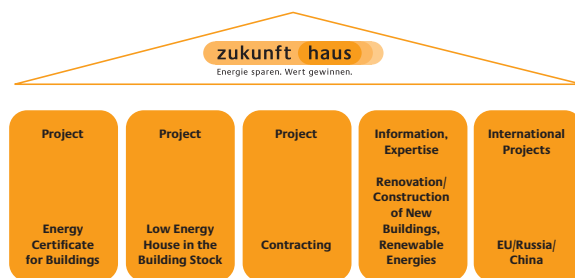 zukunft haus
Energie sparen. Wert gewinnen.
Project
Energy
Certificate
for Buildings
Project
Low Energy
House in the
Building Stock
Project
Contracting
Information,
Expertise
Renovation/
Construction
of New
Buildings,
Renewable
Energies
International
Projects
EU/Russia/
China